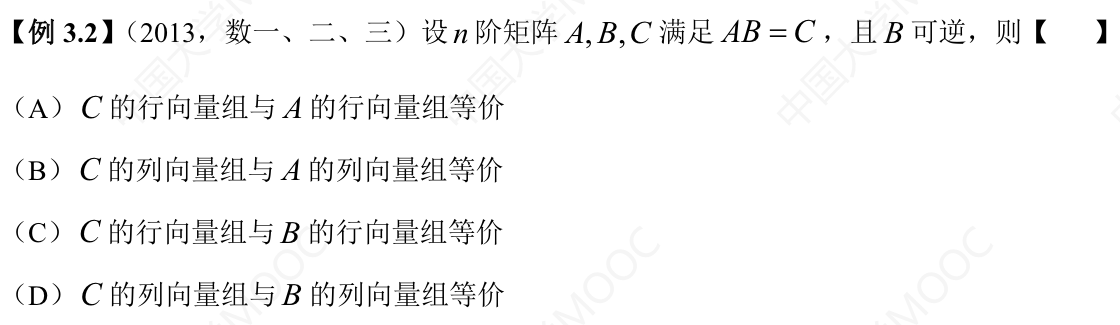 【例 3.2】（2013，数一、二、三）设 n 阶矩阵 A, B, C 满足 AB = C ，且 B 可逆，则【 】
（A） C 的行向量组与 A 的行向量组等价
（B） C 的列向量组与 A 的列向量组等价
（C） C 的行向量组与 B 的行向量组等价
（D） C 的列向量组与 B 的列向量组等价